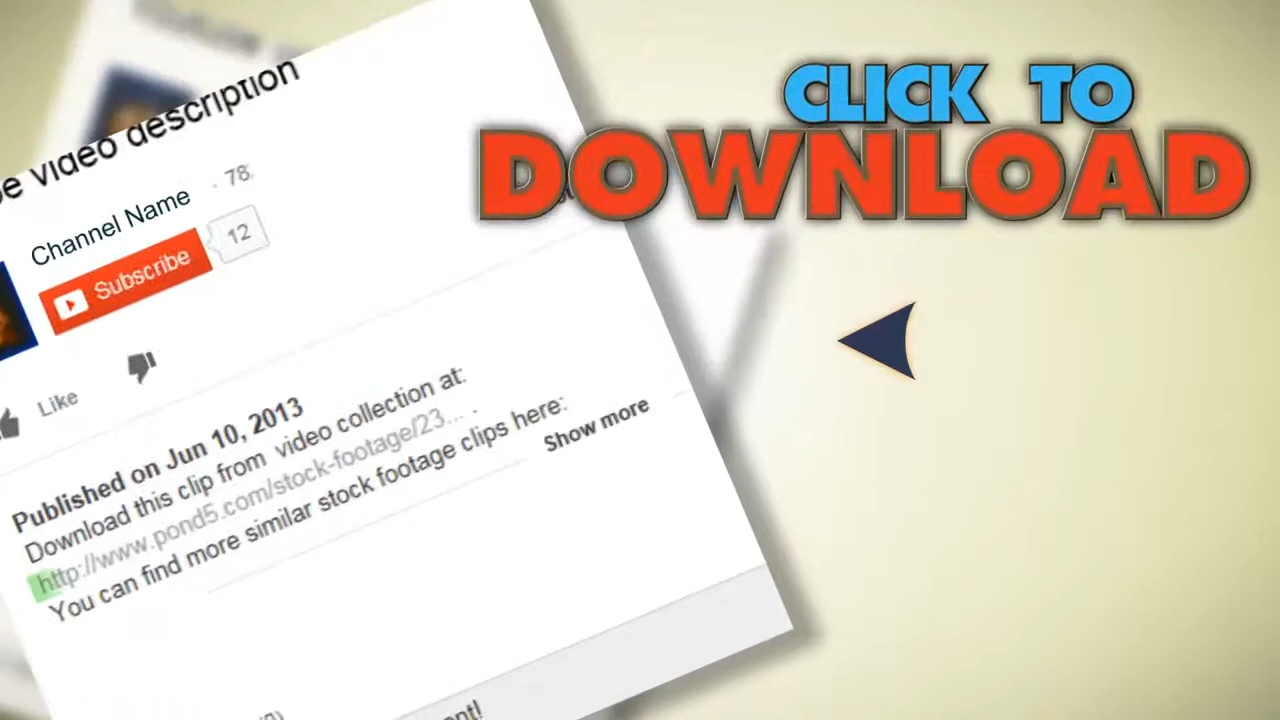 CLICK TO
DOWNLOAD
video description
Channel Name · 78
Subscribe 12
Like
Published on Jun 10, 2013
Download this clip from video collection at:
http://www.pond5.com/stock-footage/23... .
You can find more similar stock footage clips here:
Show more